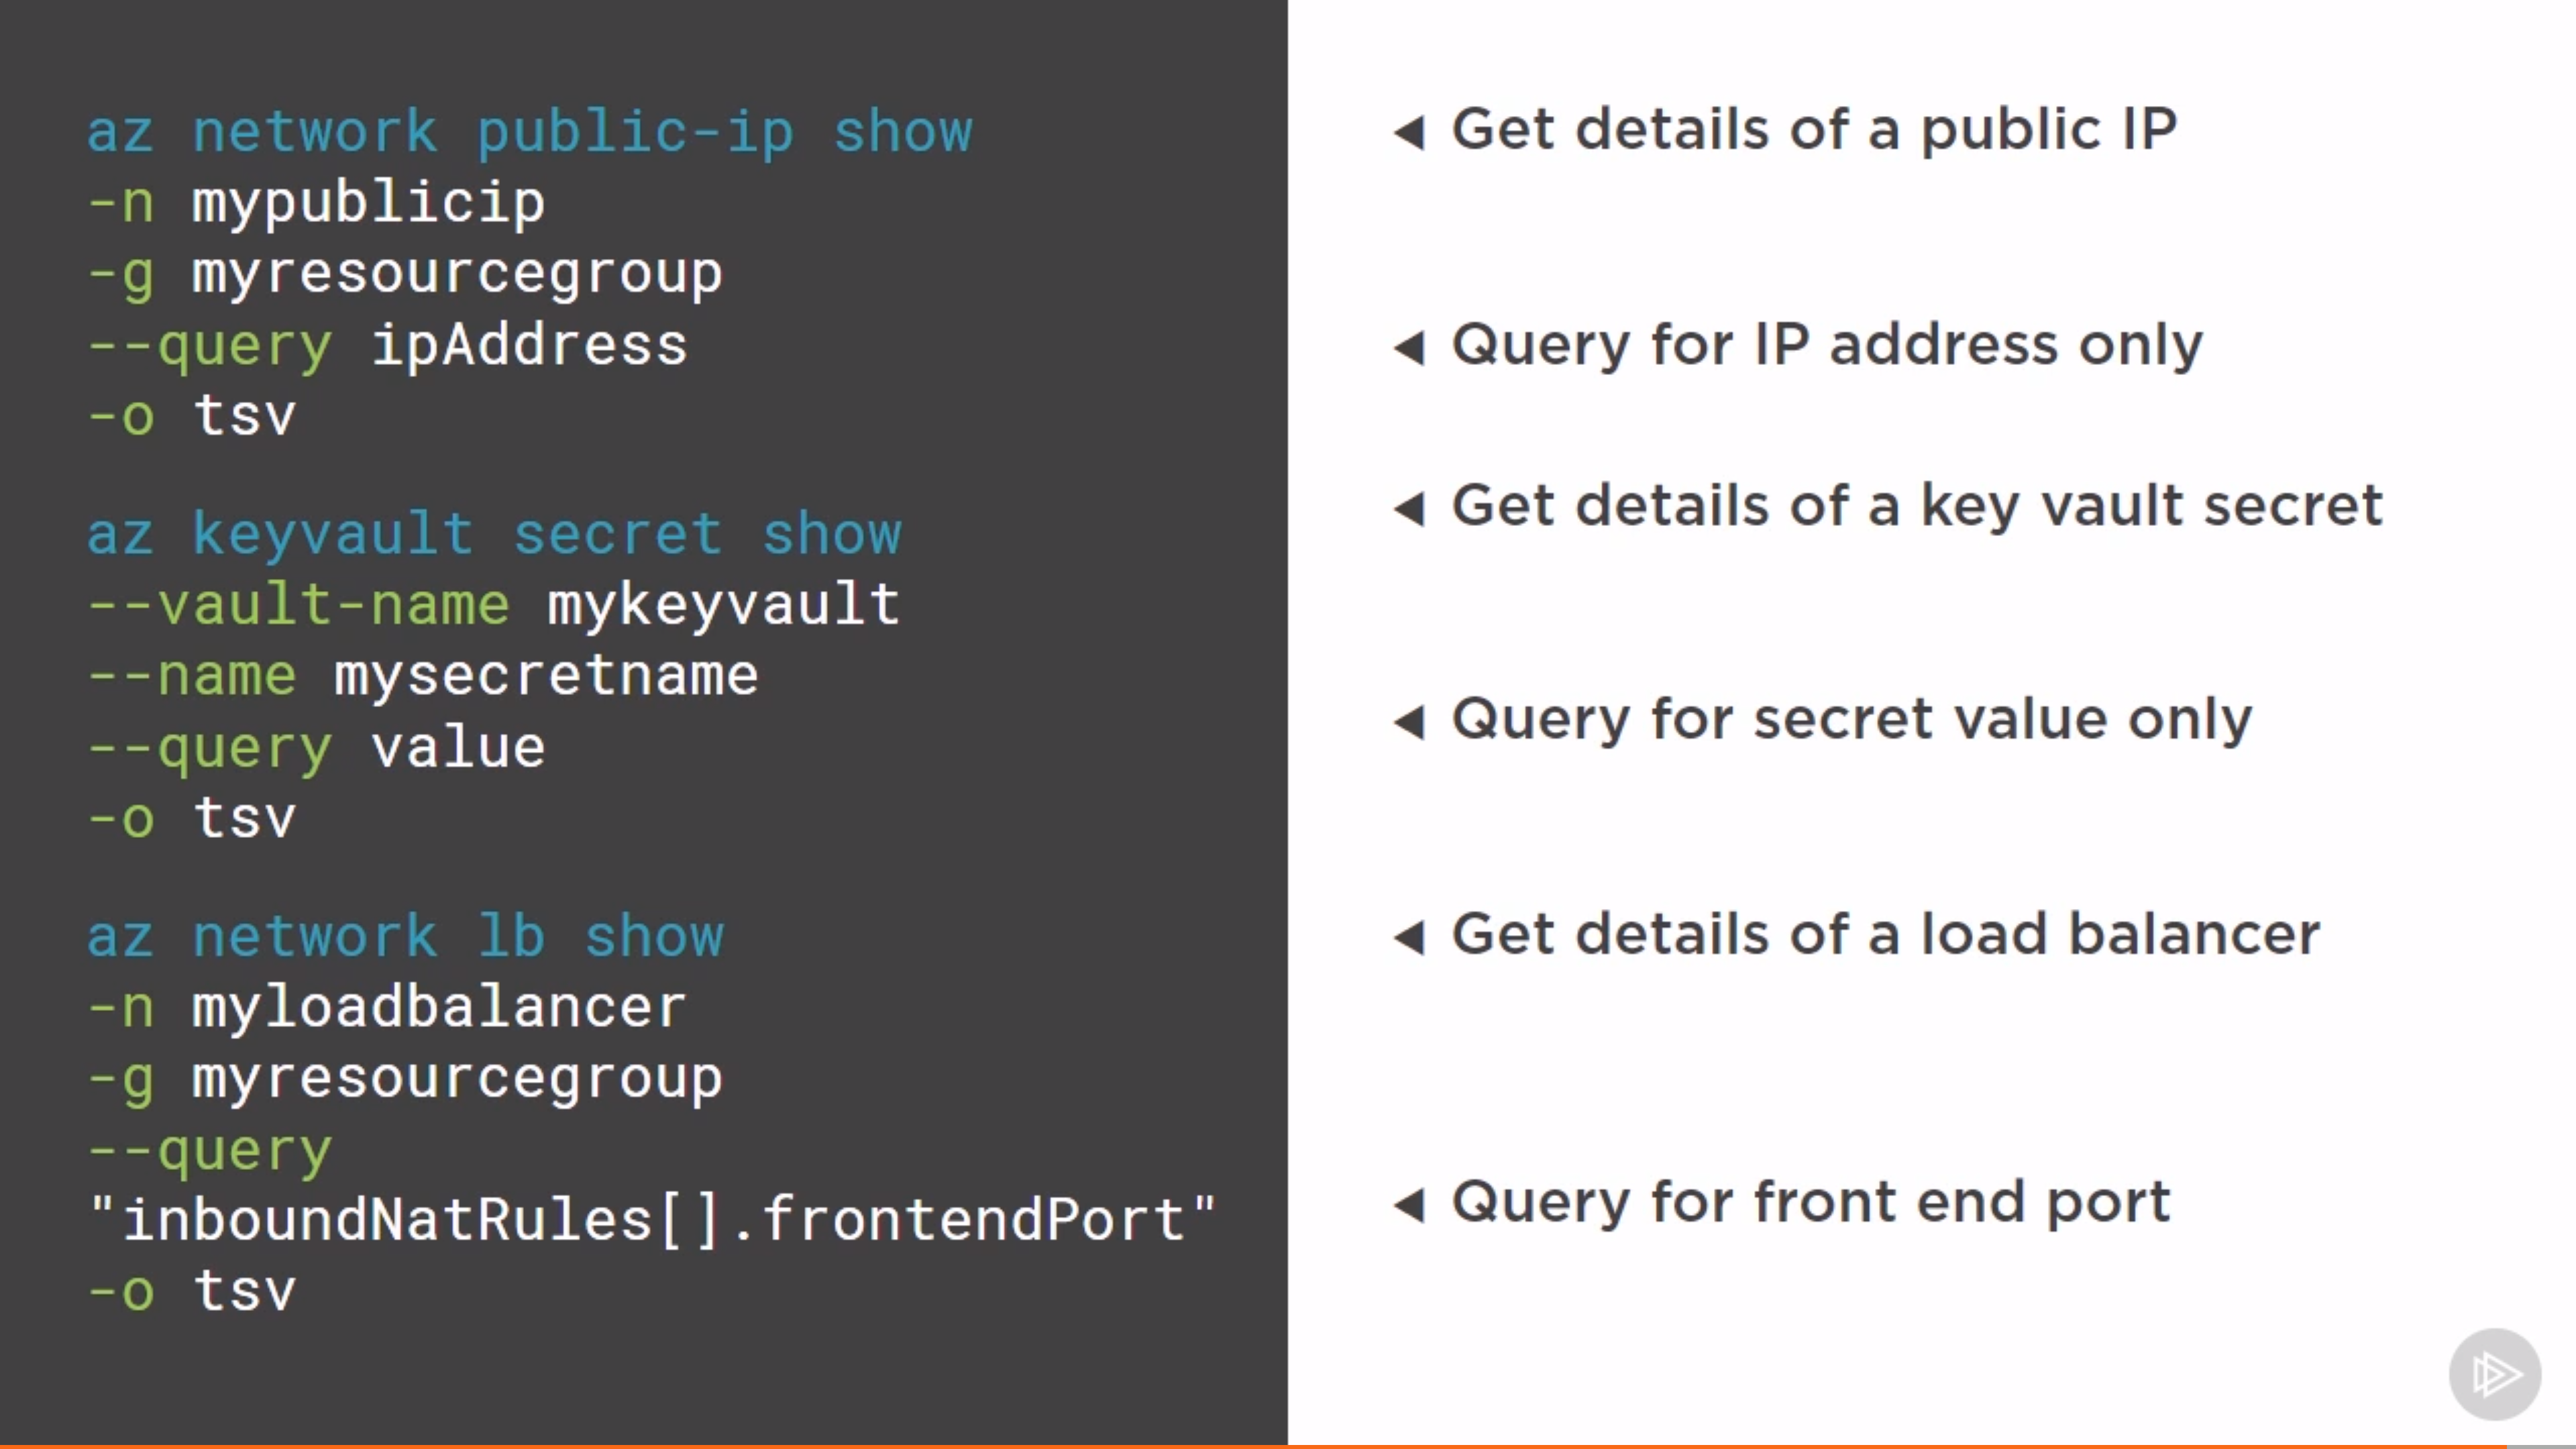 az network public-ip show
-n mypublicip
-g myresourcegroup
--query ipAddress
-o tsv
az keyvault secret show
--vault-name mykeyvault
--name mysecretname
--query value
-o tsv
az network lb show
-n myloadbalancer
-g myresourcegroup
--query
"inboundNatRules[].frontendPort"
-o tsv
◀ Get details of a public IP
◀ Query for IP address only
◀ Get details of a key vault secret
◀ Query for secret value only
◀ Get details of a load balancer
◀ Query for front end port